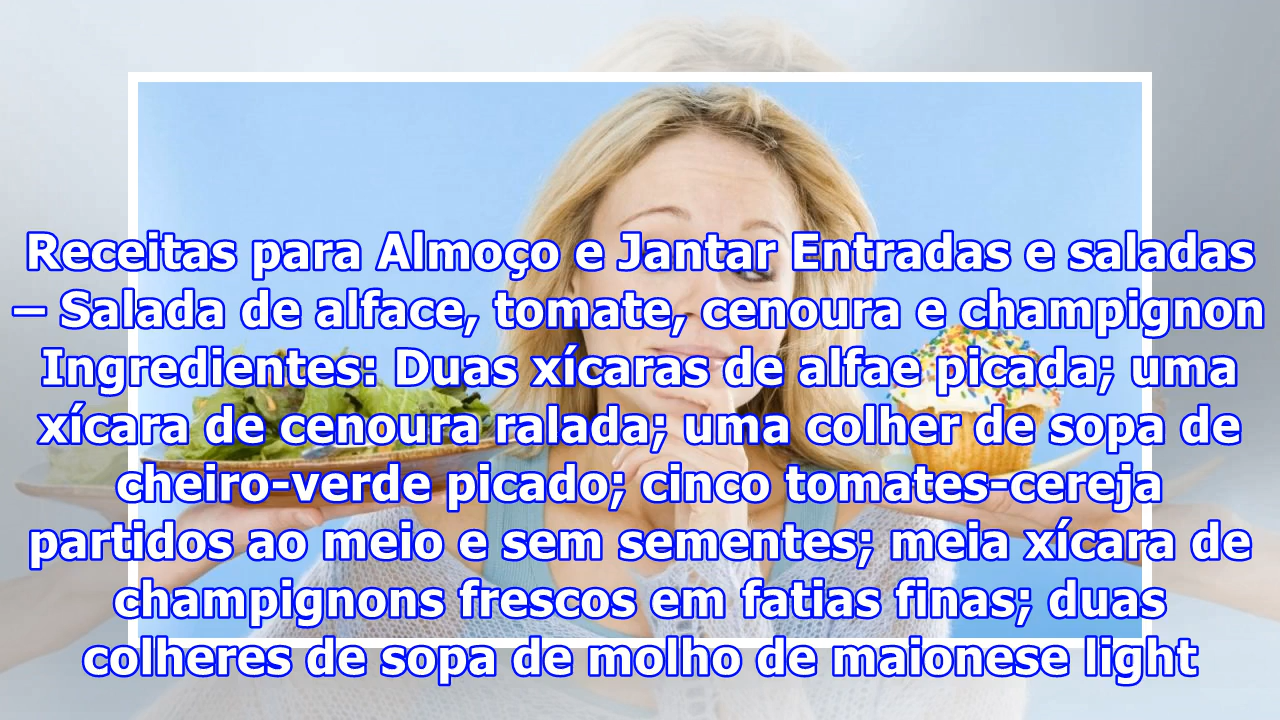 Receitas para Almoço e Jantar Entradas e saladas
– Salada de alface, tomate, cenoura e champignon
Ingredientes: Duas xícaras de alfae picada; uma
xícara de cenoura ralada; uma colher de sopa de
cheiro-verde picado; cinco tomates-cereja
partidos ao meio e sem sementes; meia xícara de
champignons frescos em fatias finas; duas
colheres de sopa de molho de maionese light